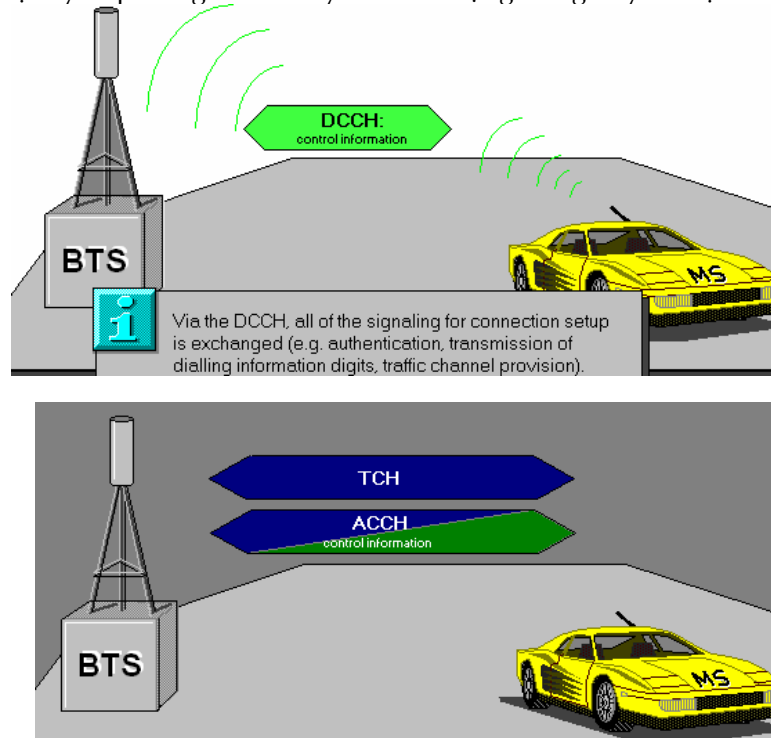 DCCH:
control information
BTS
MS
i
Via the DCCH, all of the signaling for connection setup
is exchanged (e.g. authentication, transmission of
dialling information digits, traffic channel provision).
TCH
ACCH
control information
BTS
MS